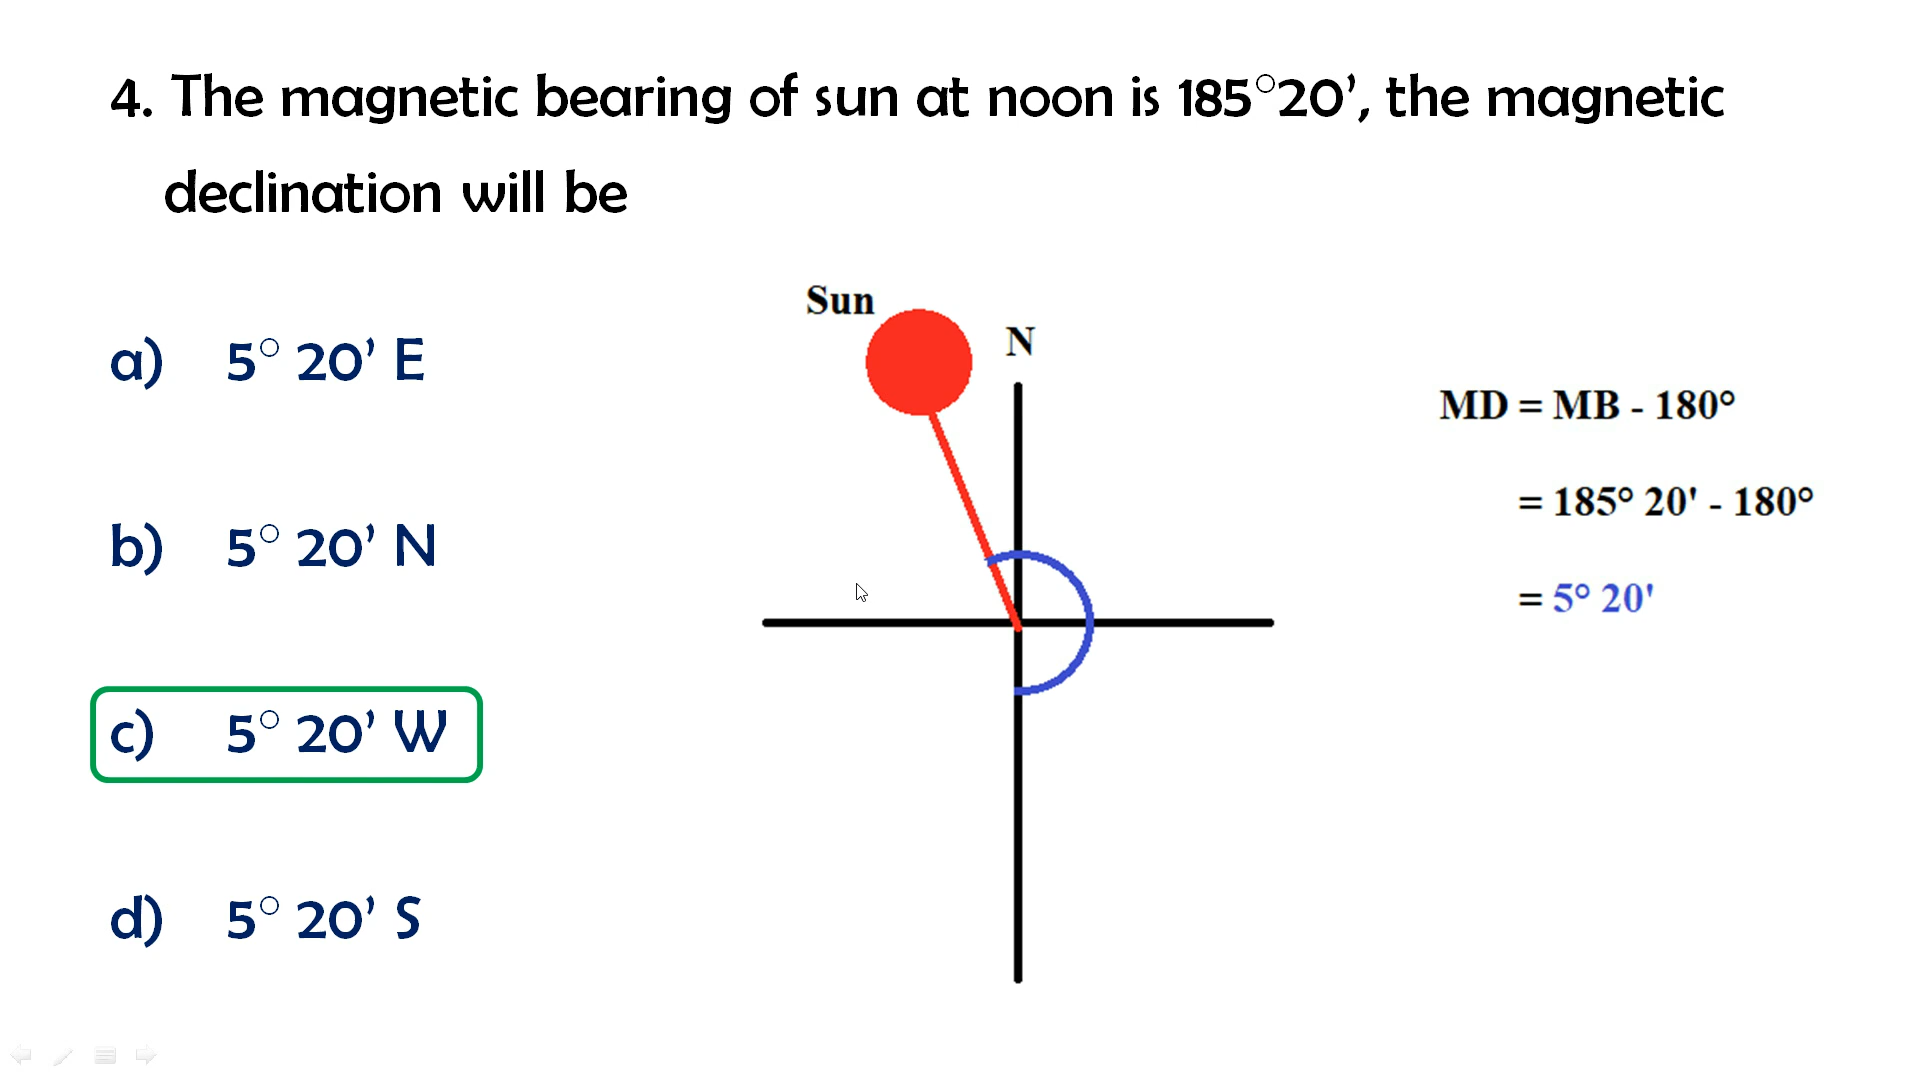 4. The magnetic bearing of sun at noon is 185°20’, the magnetic
declination will be
a) 5° 20’ E
b) 5° 20’ N
c) 5° 20’ W
d) 5° 20’ S
Sun
N
MD = MB - 180°
= 185° 20' - 180°
= 5° 20'